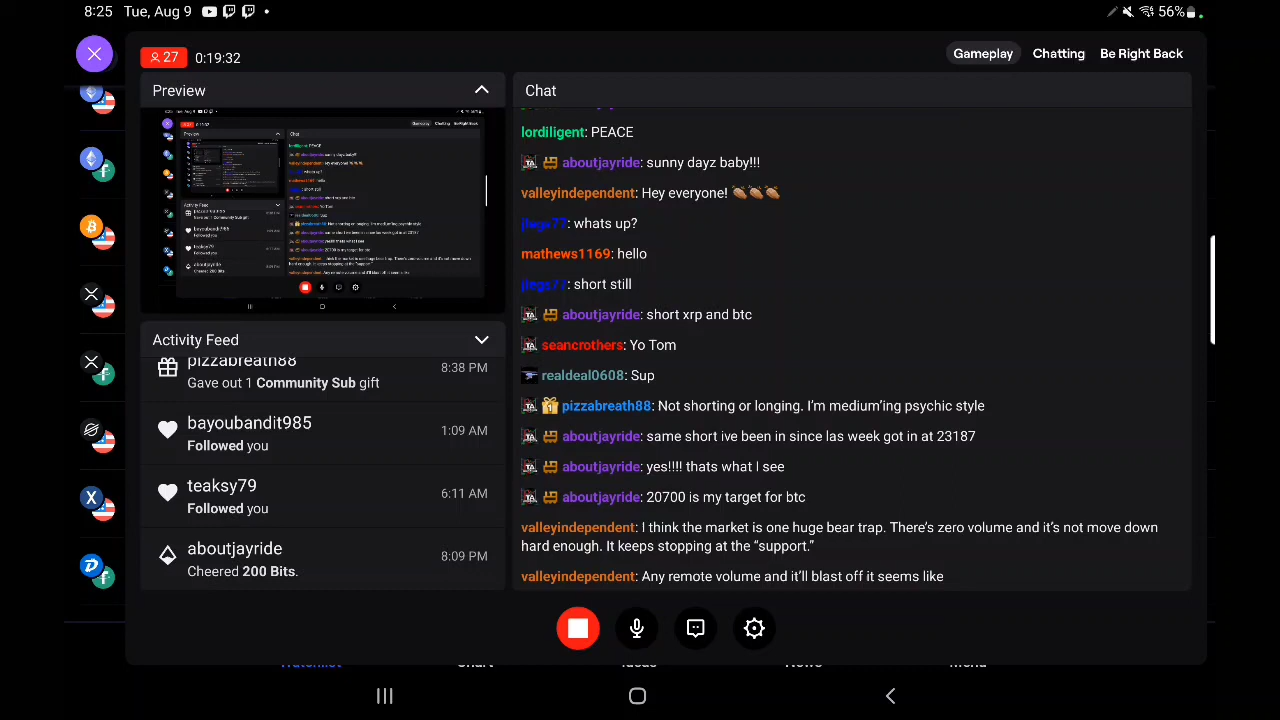 8:25 Tue, Aug 9
56%
27 0:19:32
Gameplay Chatting Be Right Back
Preview
Activity Feed
pizzabreath88
Gave out 1 Community Sub gift
8:38 PM
bayoubandit985
Followed you
1:09 AM
teaksy79
Followed you
6:11 AM
aboutjayride
Cheered 200 Bits.
8:09 PM
Chat
lordiligent: PEACE
aboutjayride: sunny dayz baby!!!
valleyindependent: Hey everyone!
: whats up?
mathews1169: hello
: short still
aboutjayride: short xrp and btc
seancrothers: Yo Tom
realdeal0608: Sup
pizzabreath88: Not shorting or longing. I'm medium'ing psychic style
aboutjayride: same short ive been in since las week got in at 23187
aboutjayride: yes!!!! thats what I see
aboutjayride: 20700 is my target for btc
valleyindependent: I think the market is one huge bear trap. There's zero volume and it's not move down
hard enough. It keeps stopping at the “support.”
valleyindependent: Any remote volume and it'll blast off it seems like
Watchlist Chart Ideas News Menu